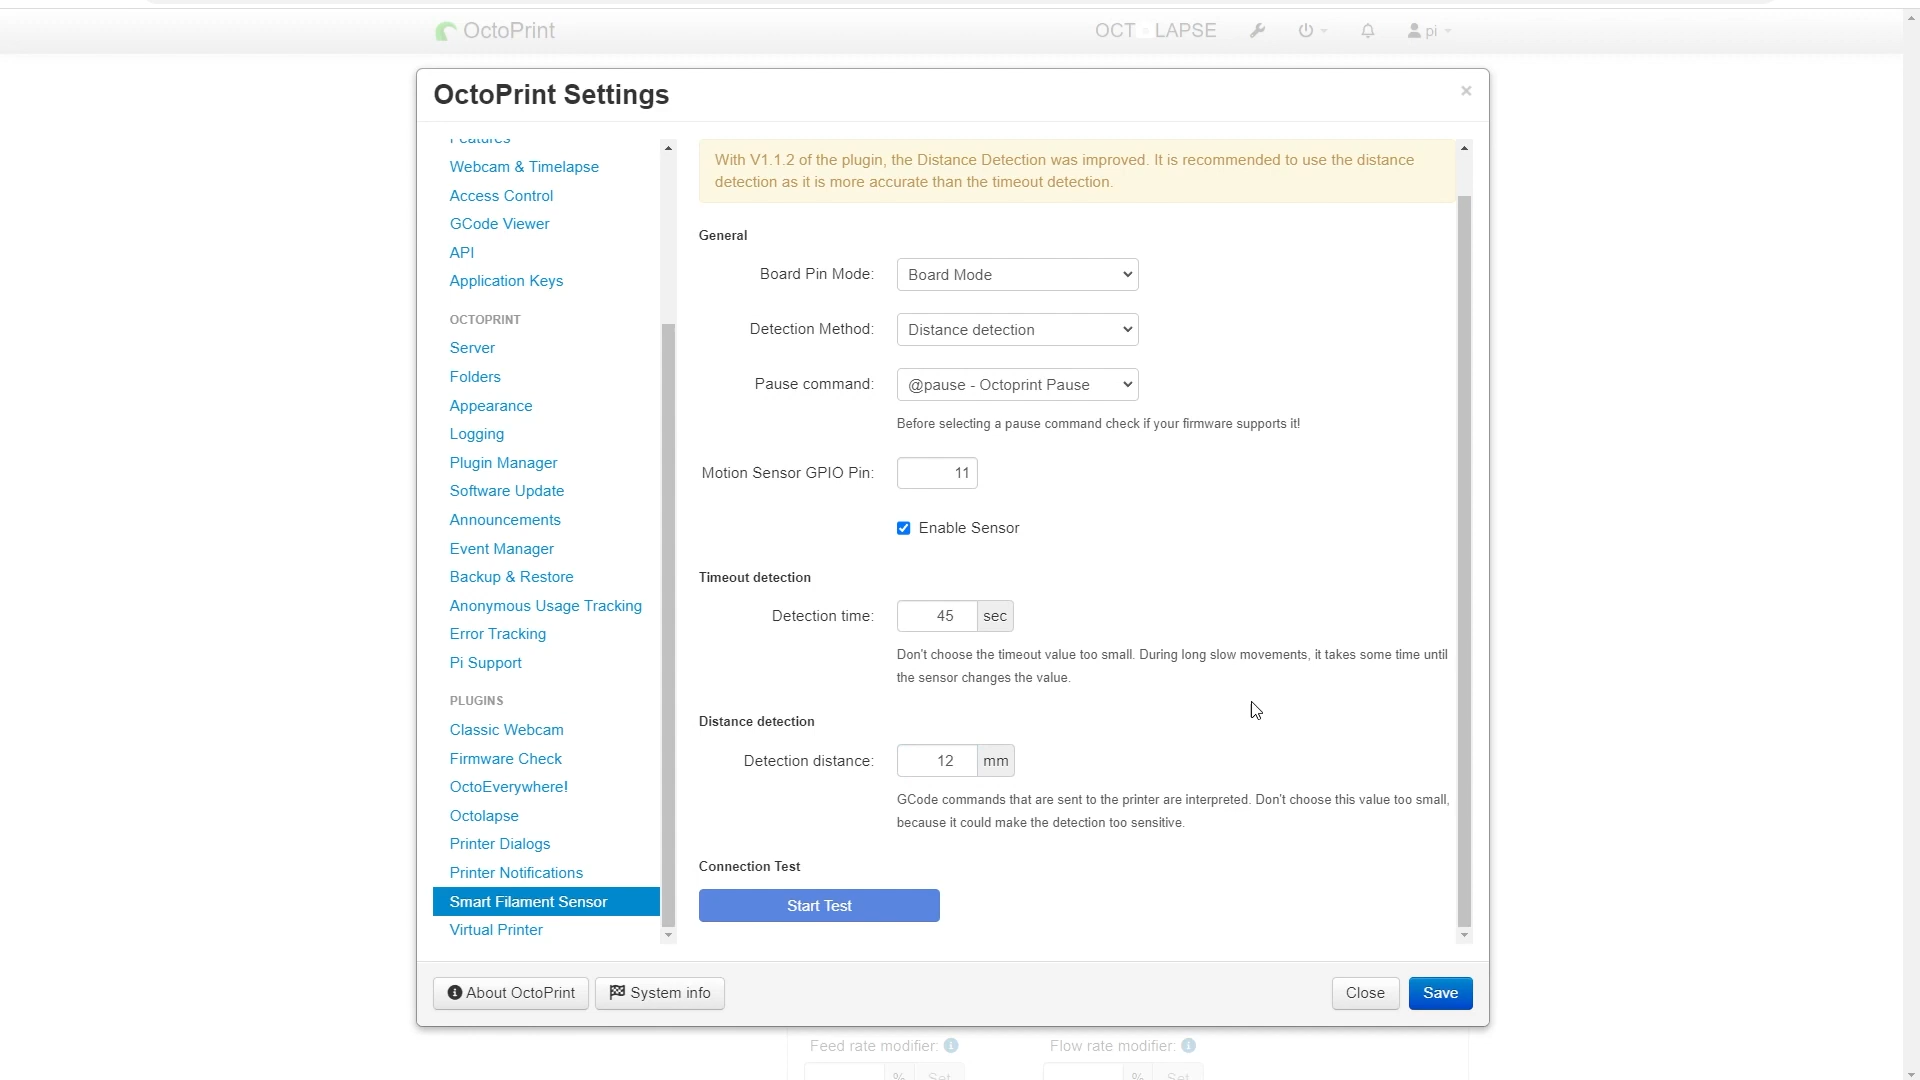 OctoPrint
OCT LAPSE
pi
OctoPrint Settings
×
Features
Webcam & Timelapse
Access Control
GCode Viewer
API
Application Keys
OCTOPRINT
Server
Folders
Appearance
Logging
Plugin Manager
Software Update
Announcements
Event Manager
Backup & Restore
Anonymous Usage Tracking
Error Tracking
Pi Support
PLUGINS
Classic Webcam
Firmware Check
OctoEverywhere!
Octolapse
Printer Dialogs
Printer Notifications
Smart Filament Sensor
Virtual Printer
With V1.1.2 of the plugin, the Distance Detection was improved. It is recommended to use the distance
detection as it is more accurate than the timeout detection.
General
Board Pin Mode: Board Mode
Detection Method: Distance detection
Pause command: @pause - Octoprint Pause
Before selecting a pause command check if your firmware supports it!
Motion Sensor GPIO Pin: 11
Enable Sensor
Timeout detection
Detection time: 45 sec
Don't choose the timeout value too small. During long slow movements, it takes some time until
the sensor changes the value.
Distance detection
Detection distance: 12 mm
GCode commands that are sent to the printer are interpreted. Don't choose this value too small,
because it could make the detection too sensitive.
Connection Test
Start Test
About OctoPrint System info Close Save
Feed rate modifier: Flow rate modifier:
% Set % Set